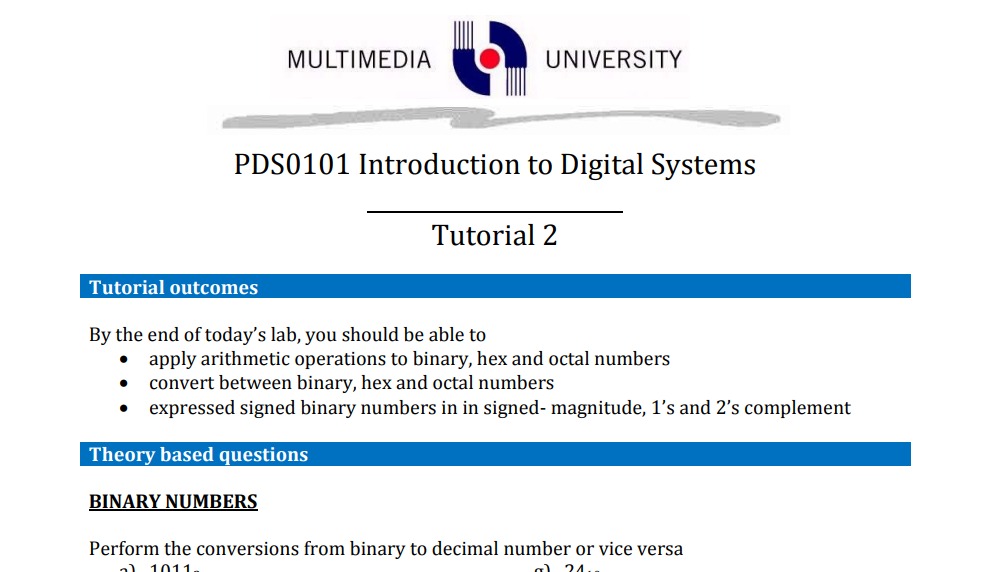 MULTIMEDIA UNIVERSITY
PDS0101 Introduction to Digital Systems
Tutorial 2
Tutorial outcomes
By the end of today’s lab, you should be able to
• apply arithmetic operations to binary, hex and octal numbers
• convert between binary, hex and octal numbers
• expressed signed binary numbers in in signed- magnitude, 1’s and 2’s complement
Theory based questions
BINARY NUMBERS
Perform the conversions from binary to decimal number or vice versa
a) 1011₂ g) 24